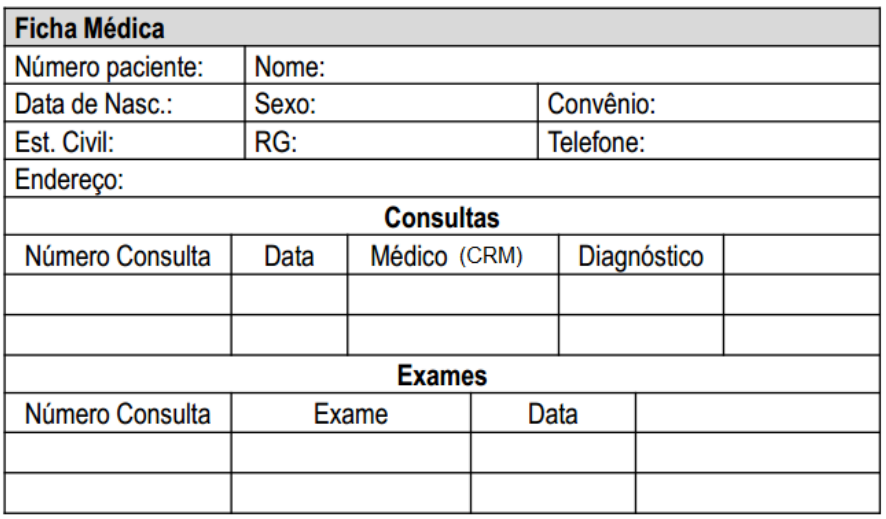 Ficha Médica
Número paciente: Nome:
Data de Nasc.: Sexo: Convênio:
Est. Civil: RG: Telefone:
Endereço:
Consultas
Número Consulta Data Médico (CRM) Diagnóstico
Exames
Número Consulta Exame Data